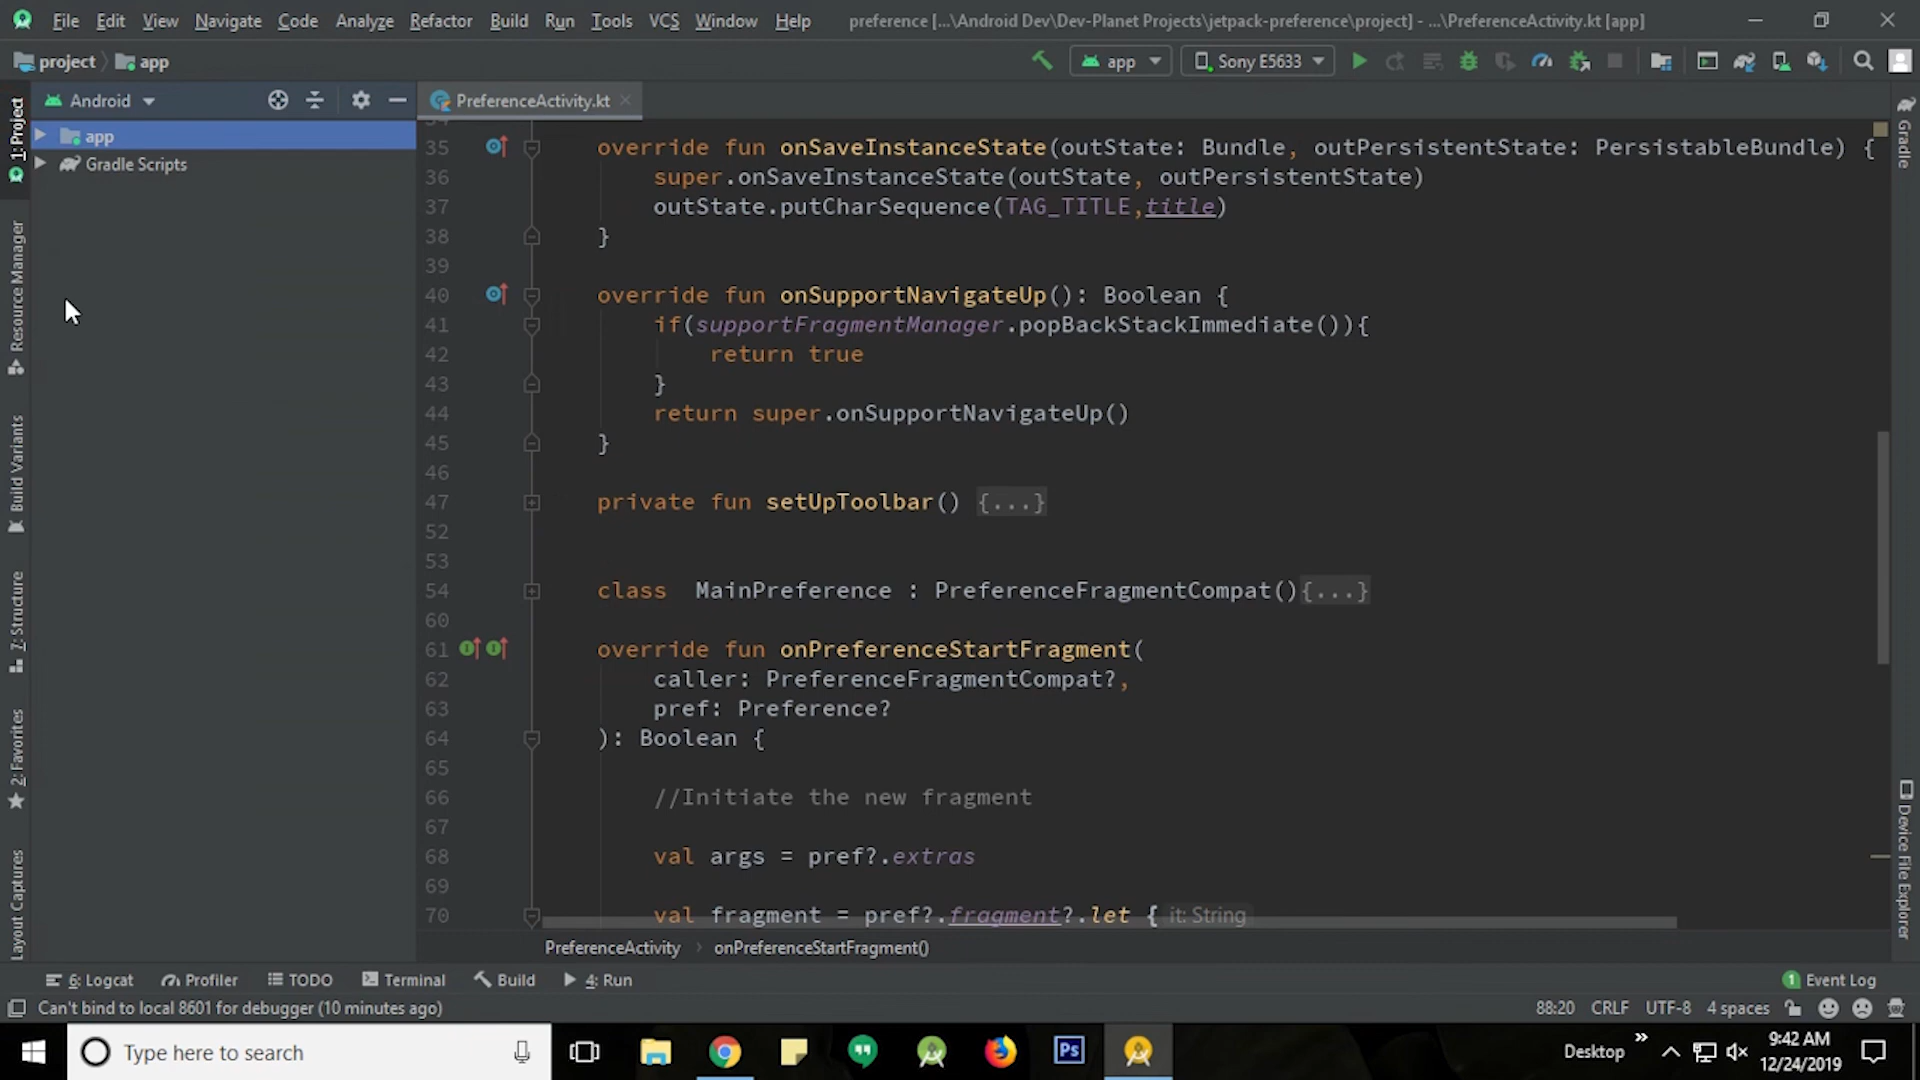 File Edit View Navigate Code Analyze Refactor Build Run Tools VCS Window Help preference [...\Android Dev\Dev-Planet Projects\jetpack-preference\project] - ...\PreferenceActivity.kt [app]
project app app Sony E5633
Android PreferenceActivity.kt
1: Project
Resource Manager
Build Variants
7: Structure
2: Favorites
Layout Captures
app
Gradle Scripts
34
35 override fun onSaveInstanceState(outState: Bundle, outPersistentState: PersistableBundle) {
36 super.onSaveInstanceState(outState, outPersistentState)
37 outState.putCharSequence(TAG_TITLE,title)
38 }
39
40 override fun onSupportNavigateUp(): Boolean {
41 if(supportFragmentManager.popBackStackImmediate()){
42 return true
43 }
44 return super.onSupportNavigateUp()
45 }
46
47 private fun setUpToolbar() {...}
52
53
54 class MainPreference : PreferenceFragmentCompat(){...}
60
61 override fun onPreferenceStartFragment(
62 caller: PreferenceFragmentCompat?,
63 pref: Preference?
64 ): Boolean {
65
66 //Initiate the new fragment
67
68 val args = pref?.extras
69
70 val fragment = pref?.fragment?.let { it: String
PreferenceActivity onPreferenceStartFragment()
Gradle
Device File Explorer
6: Logcat Profiler TODO Terminal Build 4: Run 1 Event Log
Can't bind to local 8601 for debugger (10 minutes ago) 88:20 CRLF UTF-8 4 spaces
Type here to search Ps Desktop » 9:42 AM
12/24/2019